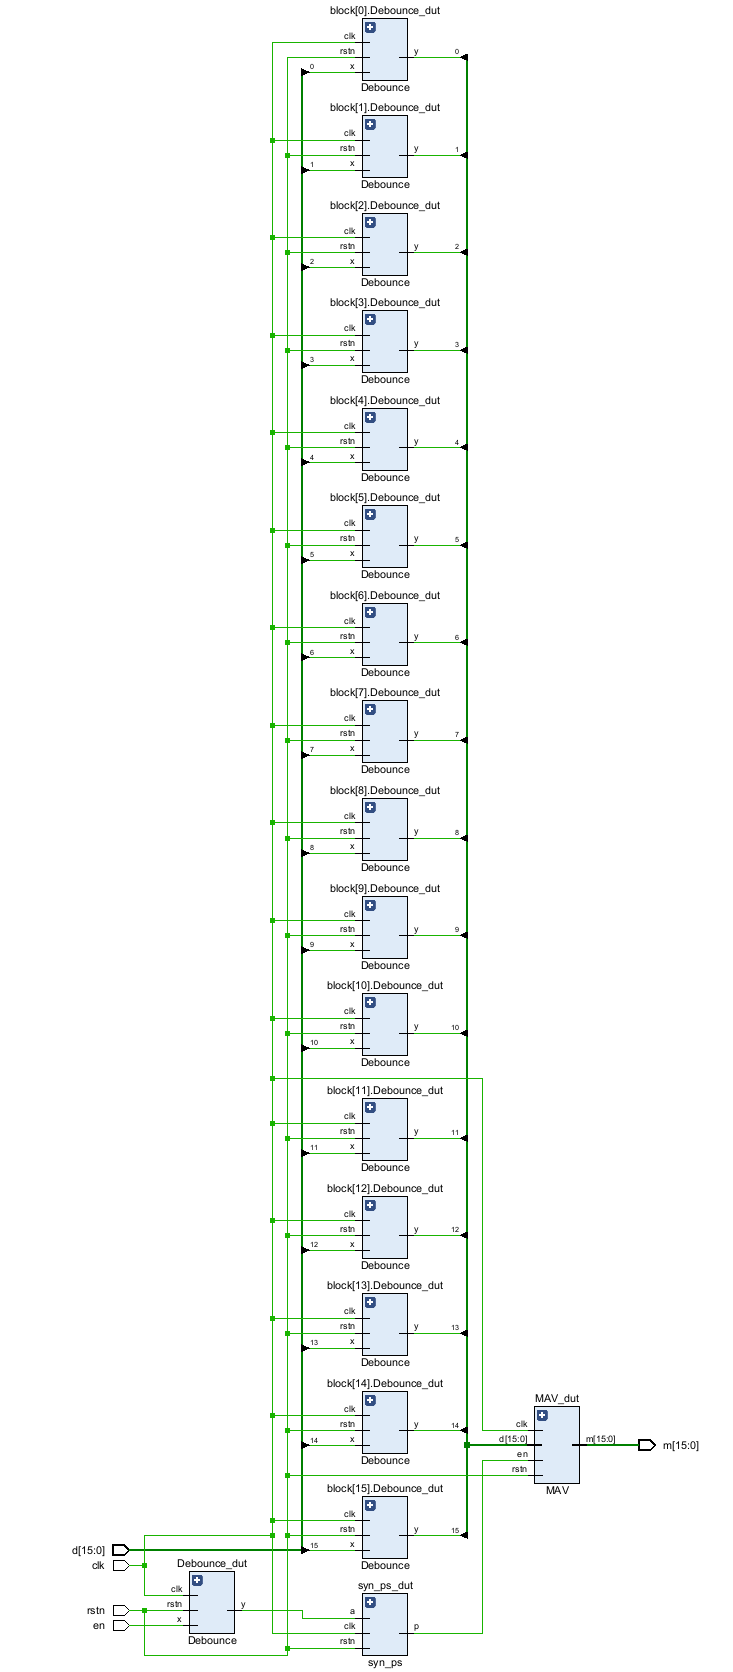 block[0].Debounce_dut
clk
rstn
0 x
y 0
Debounce
block[1].Debounce_dut
clk
rstn
1 x
y 1
Debounce
block[2].Debounce_dut
clk
rstn
2 x
y 2
Debounce
block[3].Debounce_dut
clk
rstn
3 x
y 3
Debounce
block[4].Debounce_dut
clk
rstn
4 x
y 4
Debounce
block[5].Debounce_dut
clk
rstn
5 x
y 5
Debounce
block[6].Debounce_dut
clk
rstn
6 x
y 6
Debounce
block[7].Debounce_dut
clk
rstn
7 x
y 7
Debounce
block[8].Debounce_dut
clk
rstn
8 x
y 8
Debounce
block[9].Debounce_dut
clk
rstn
9 x
y 9
Debounce
block[10].Debounce_dut
clk
rstn
10 x
y 10
Debounce
block[11].Debounce_dut
clk
rstn
11 x
y 11
Debounce
block[12].Debounce_dut
clk
rstn
12 x
y 12
Debounce
block[13].Debounce_dut
clk
rstn
13 x
y 13
Debounce
block[14].Debounce_dut
clk
rstn
14 x
y 14
Debounce
MAV_dut
clk
d[15:0]
en
rstn
m[15:0]
MAV
m[15:0]
block[15].Debounce_dut
clk
rstn
15 x
y 15
Debounce
d[15:0]
clk
rstn
en
Debounce_dut
clk
rstn
x
y
Debounce
syn_ps_dut
a
clk
rstn
p
syn_ps